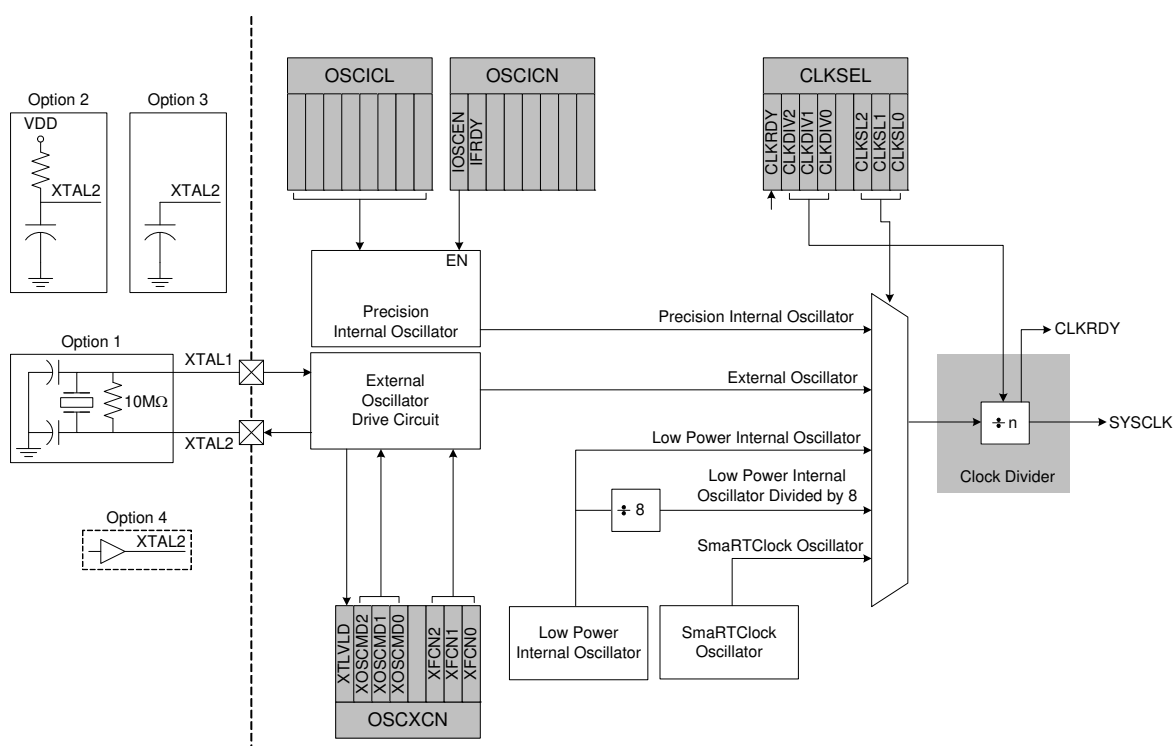 OSCICL
OSCICN
CLKSEL
IOSCEN
IFRDY
CLKRDY
CLKDIV2
CLKDIV1
CLKDIV0
CLKSL2
CLKSL1
CLKSL0
Option 2
VDD
XTAL2
Option 3
XTAL2
EN
Precision
Internal Oscillator
Precision Internal Oscillator
Option 1
10MΩ
XTAL1
XTAL2
External
Oscillator
Drive Circuit
External Oscillator
CLKRDY
÷ n
SYSCLK
Clock Divider
Low Power Internal Oscillator
Low Power Internal
Oscillator Divided by 8
÷ 8
SmaRTClock Oscillator
Option 4
XTAL2
Low Power
Internal Oscillator
SmaRTClock
Oscillator
XTLVLD
XOSCMD2
XOSCMD1
XOSCMD0
XFCN2
XFCN1
XFCN0
OSCXCN